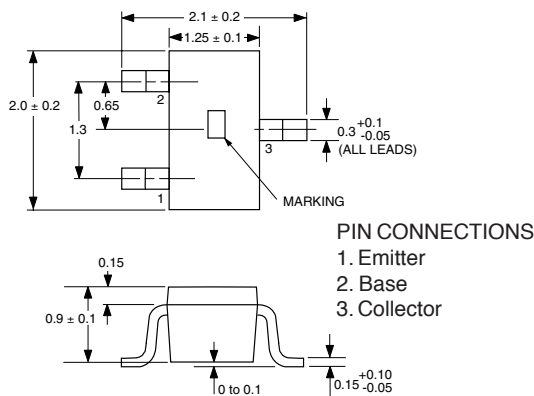 2.1 ± 0.2
1.25 ± 0.1
2.0 ± 0.2
0.65
1.3
2
1
3
0.3 +0.1 -0.05
(ALL LEADS)
MARKING
PIN CONNECTIONS
1. Emitter
2. Base
3. Collector
0.15
0.9 ± 0.1
0 to 0.1
0.15 +0.10 -0.05